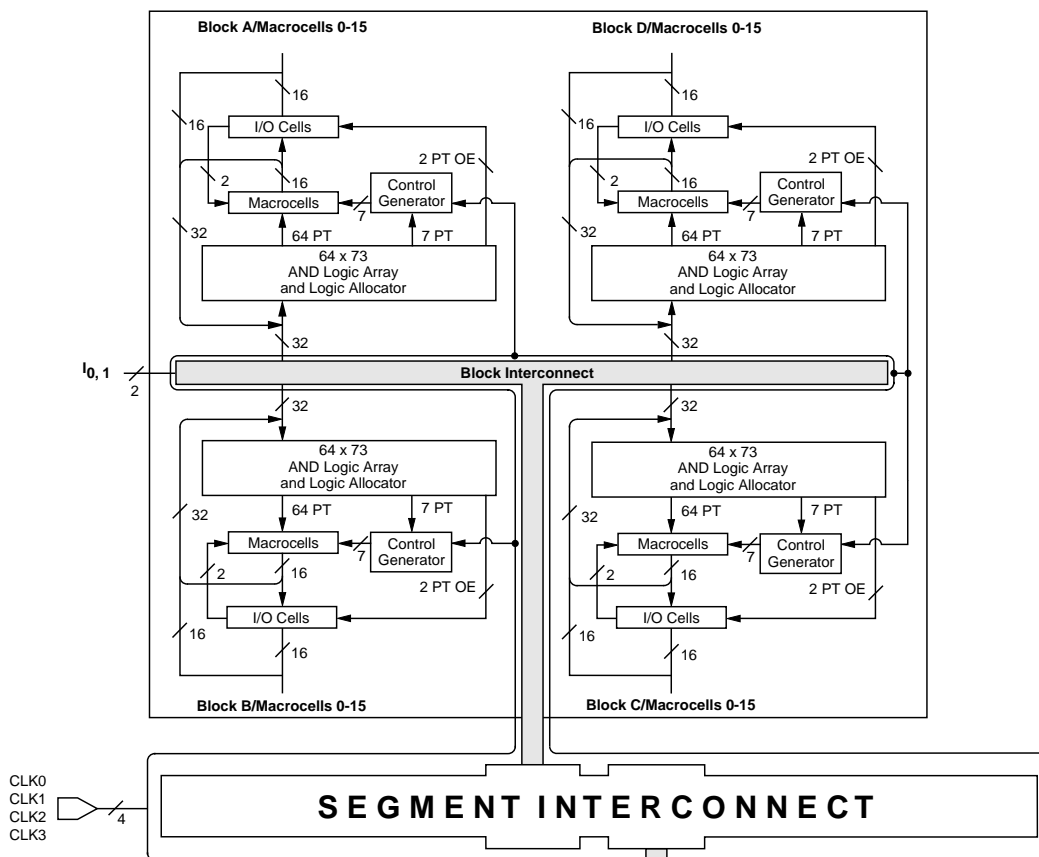 Block A/Macrocells 0-15
Block D/Macrocells 0-15
16
16
16
I/O Cells
2 PT OE
2
16
Control
Generator
Macrocells
7
32
64 PT
7 PT
64 x 73
AND Logic Array
and Logic Allocator
32
16
I/O Cells
2 PT OE
2
16
Control
Generator
Macrocells
7
32
64 PT
7 PT
64 x 73
AND Logic Array
and Logic Allocator
32
I0, 1
2
Block Interconnect
32
64 x 73
AND Logic Array
and Logic Allocator
64 PT
7 PT
32
Macrocells
7
Control
Generator
2
16
2 PT OE
I/O Cells
16
16
Block B/Macrocells 0-15
32
64 x 73
AND Logic Array
and Logic Allocator
64 PT
7 PT
32
Macrocells
7
Control
Generator
2
16
2 PT OE
I/O Cells
16
16
Block C/Macrocells 0-15
CLK0
CLK1
CLK2
CLK3
4
SEGMENT INTERCONNECT